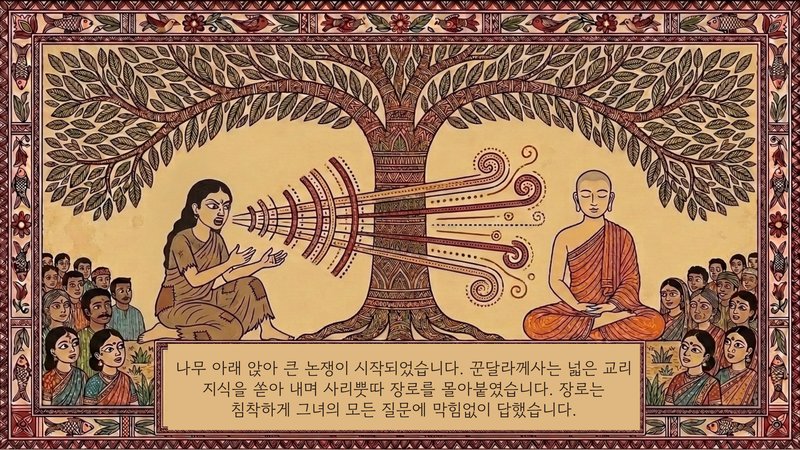 나무 아래 앉아 큰 논쟁이 시작되었습니다. 꾼달라께사는 넓은 교리
지식을 쏟아 내며 사리뿟따 장로를 몰아붙였습니다. 장로는
침착하게 그녀의 모든 질문에 막힘없이 답했습니다.